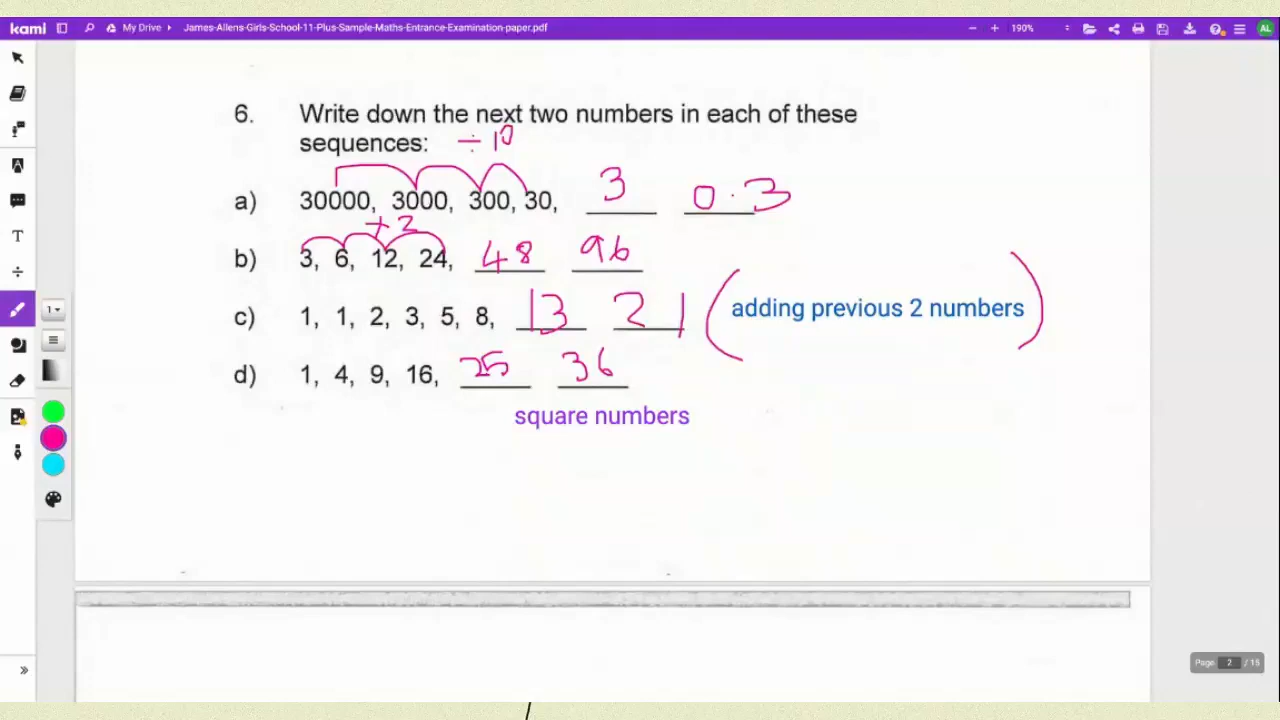 kami My Drive James-Allens-Girls-School-11-Plus-Sample-Maths-Entrance-Examination-paper.pdf 190% AL
6. Write down the next two numbers in each of these
sequences: ÷ 10
a) 30000, 3000, 300, 30, 3 0.3
+ 2
b) 3, 6, 12, 24, 48 96
c) 1, 1, 2, 3, 5, 8, 13 21 (adding previous 2 numbers)
d) 1, 4, 9, 16, 25 36
square numbers
Page 2 / 15